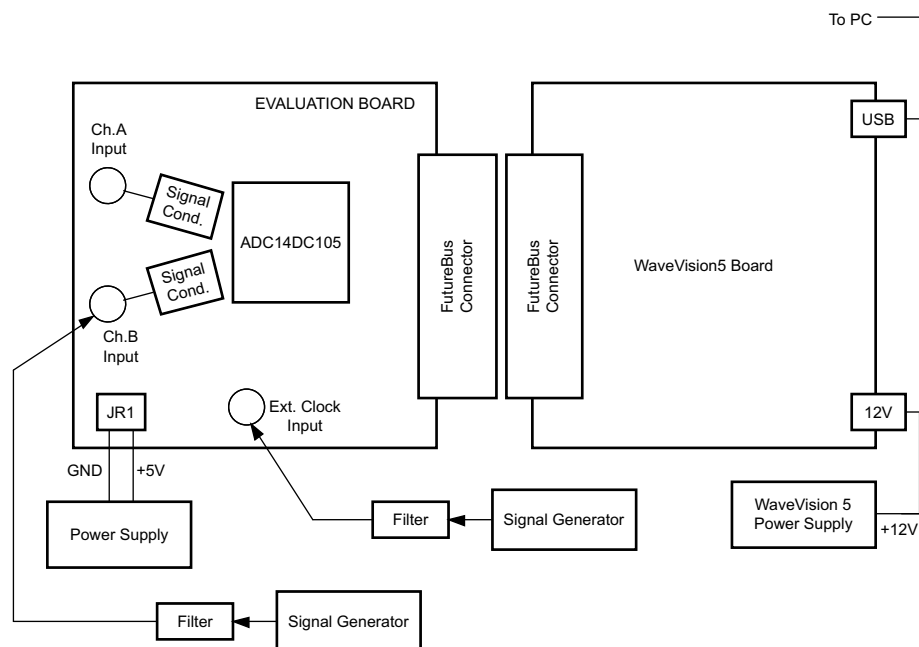 To PC
EVALUATION BOARD
USB
Ch.A
Input
Signal
Cond.
ADC14DC105
FutureBus
Connector
FutureBus
Connector
WaveVision5 Board
Signal
Cond.
Ch.B
Input
JR1
Ext. Clock
Input
12V
GND
+5V
Power Supply
Filter
Signal Generator
WaveVision 5
Power Supply
+12V
Filter
Signal Generator